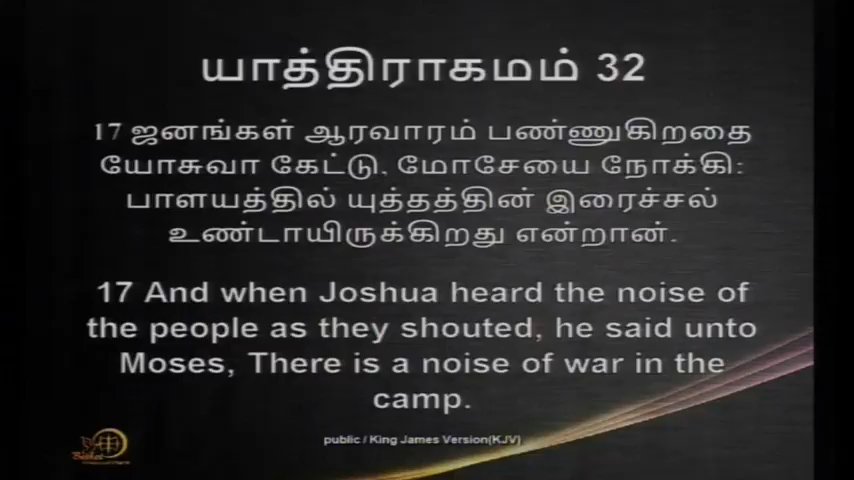 யாத்திராகமம் 32
17 ஜனங்கள் ஆரவாரம் பண்ணுகிறதை
யோசுவா கேட்டு, மோசேயை நோக்கி:
பாளயத்தில் யுத்தத்தின் இரைச்சல்
உண்டாயிருக்கிறது என்றான்.
17 And when Joshua heard the noise of
the people as they shouted, he said unto
Moses, There is a noise of war in the
camp.
public / King James Version(KJV)